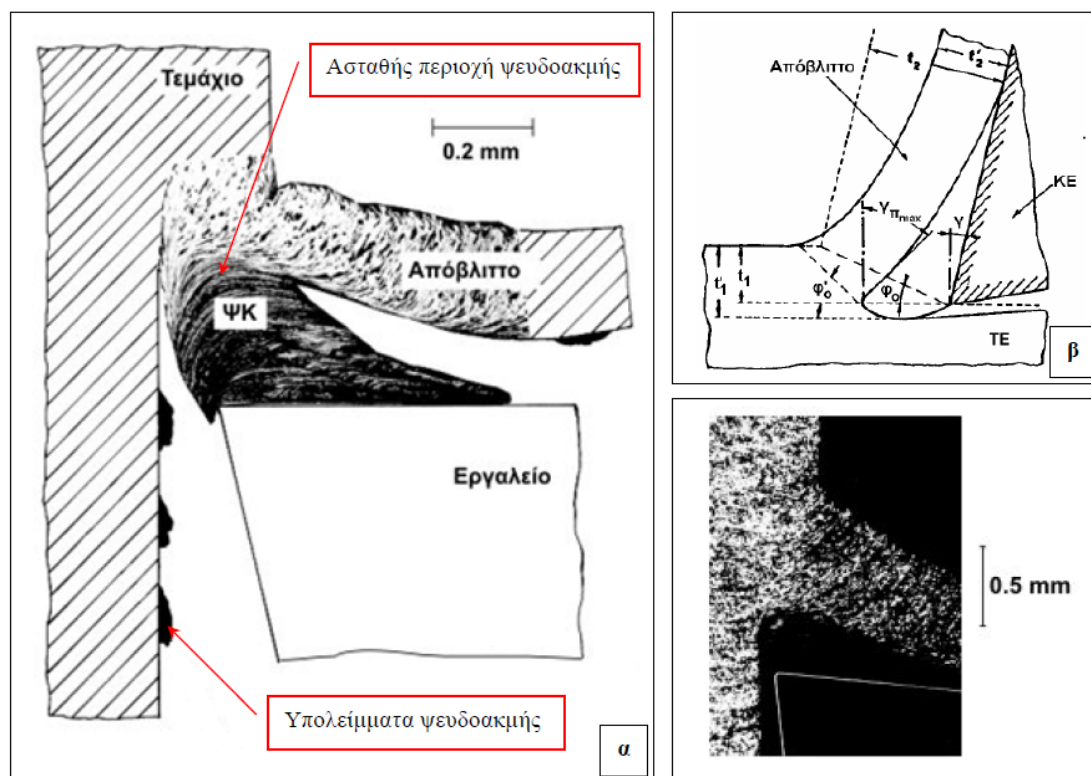 Ασταθής περιοχή ψευδοακμής
Τεμάχιο
0.2 mm
Απόβλιττο
ΨΚ
Εργαλείο
Υπολείμματα ψευδοακμής
α
Απόβλιττο
t₂
t'₂
ΚΕ
γπmax
γ
t'₁
t₁
φ'ο
φο
ΤΕ
β
0.5 mm